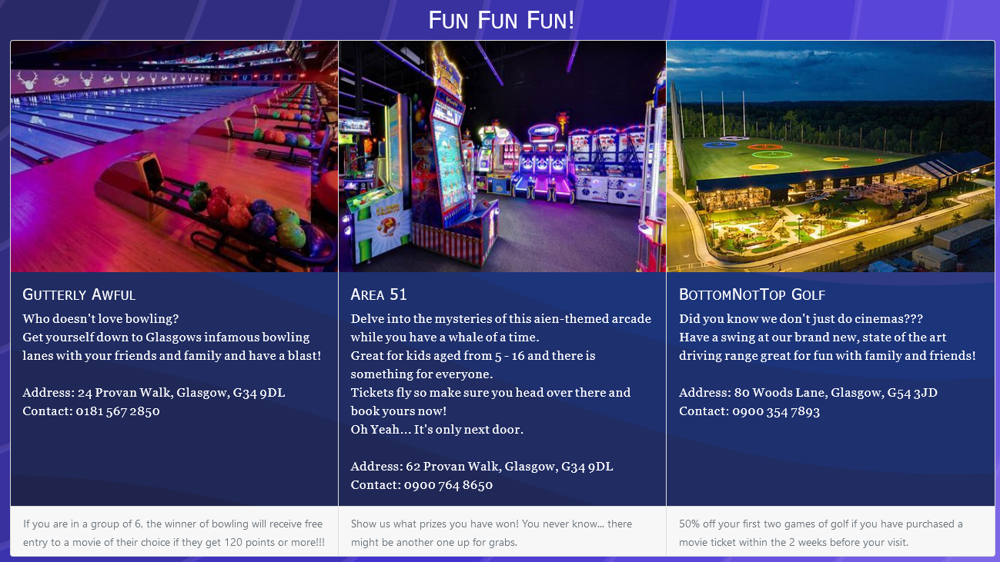 Fun Fun Fun!
Gutterly Awful
Who doesn't love bowling?
Get yourself down to Glasgows infamous bowling
lanes with your friends and family and have a blast!
Address: 24 Provan Walk, Glasgow, G34 9DL
Contact: 0181 567 2850
If you are in a group of 6, the winner of bowling will receive free
entry to a movie of their choice if they get 120 points or more!!!
Area 51
Delve into the mysteries of this aien-themed arcade
while you have a whale of a time.
Great for kids aged from 5 - 16 and there is
something for everyone.
Tickets fly so make sure you head over there and
book yours now!
Oh Yeah... It's only next door.
Address: 62 Provan Walk, Glasgow, G34 9DL
Contact: 0900 764 8650
Show us what prizes you have won! You never know... there
might be another one up for grabs.
BottomNotTop Golf
Did you know we don't just do cinemas???
Have a swing at our brand new, state of the art
driving range great for fun with family and friends!
Address: 80 Woods Lane, Glasgow, G54 3JD
Contact: 0900 354 7893
50% off your first two games of golf if you have purchased a
movie ticket within the 2 weeks before your visit.